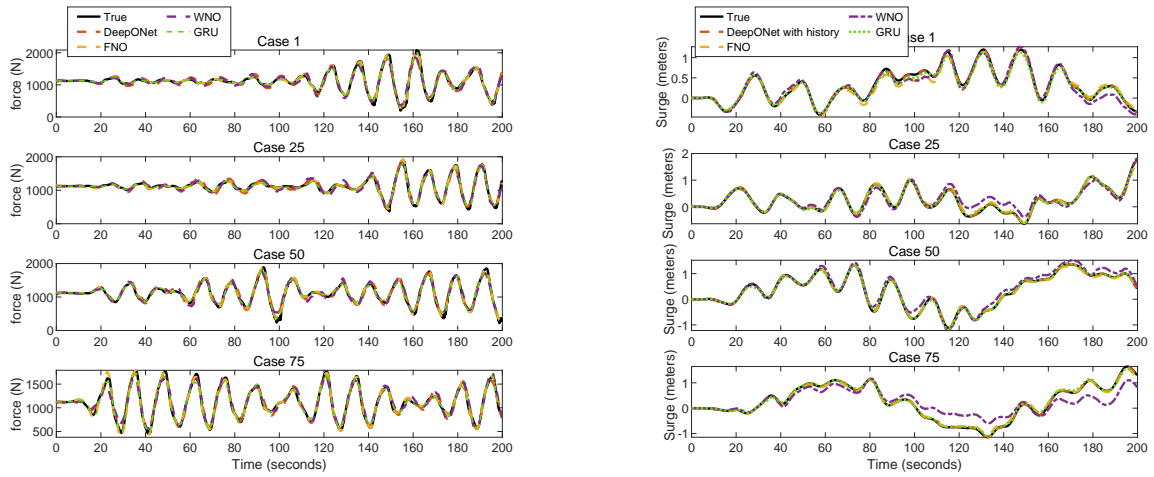 True
WNO
DeepONet
GRU
FNO
Case 1
force (N)
2000
1000
0
0 20 40 60 80 100 120 140 160 180 200
Case 25
force (N)
2000
1000
0
0 20 40 60 80 100 120 140 160 180 200
Case 50
force (N)
2000
1000
0
0 20 40 60 80 100 120 140 160 180 200
Case 75
force (N)
1500
1000
500
0 20 40 60 80 100 120 140 160 180 200
Time (seconds)
True
WNO
DeepONet with history
GRU
FNO
1
Surge (meters)
1
0.5
0
0 20 40 60 80 100 120 140 160 180 200
Case 25
Surge (meters)
2
1
0
0 20 40 60 80 100 120 140 160 180 200
Case 50
Surge (meters)
1
0
-1
0 20 40 60 80 100 120 140 160 180 200
Case 75
Surge (meters)
1
0
-1
0 20 40 60 80 100 120 140 160 180 200
Time (seconds)